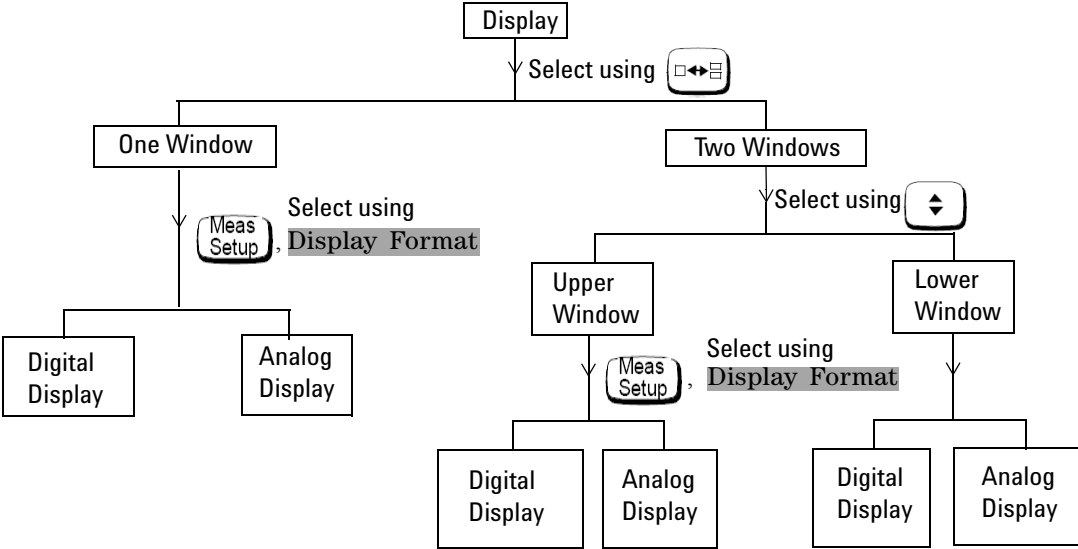 Display
Select using
One Window
Two Windows
Select using
Meas
Setup
,
Select using
Display Format
Upper
Window
Lower
Window
Digital
Display
Analog
Display
Meas
Setup
,
Select using
Display Format
Digital
Display
Analog
Display
Digital
Display
Analog
Display